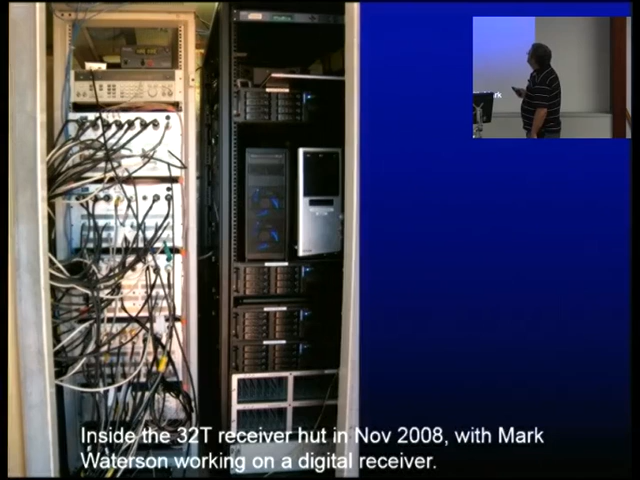 Inside the 32T receiver hut in Nov 2008, with Mark
Waterson working on a digital receiver.